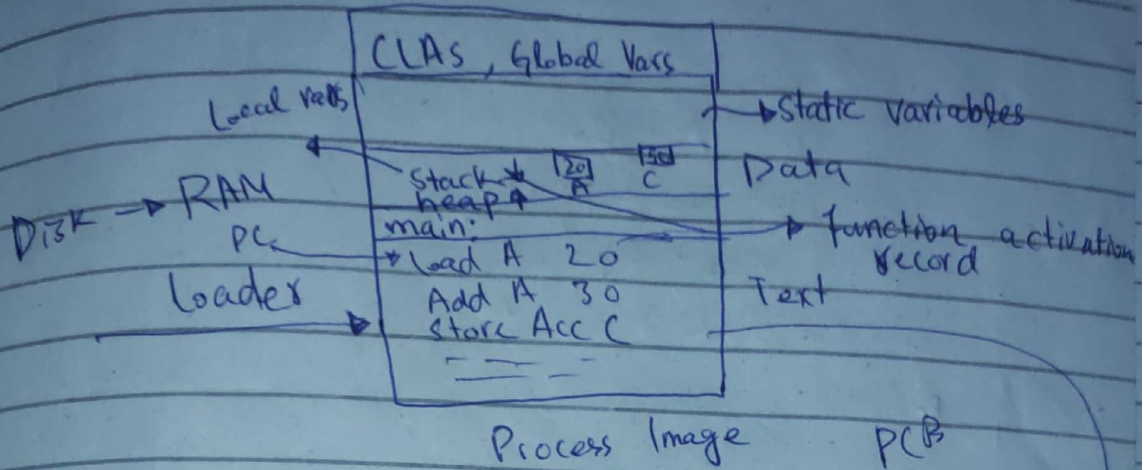 CLAS, Global Vars
Local vars
Static variables
20 50
A C
Data
Stack
heap
Disk → RAM
main:
function activation
record
PC
Load A 20
Loader
Add A 30
Text
Store Acc C
Process Image
PCB